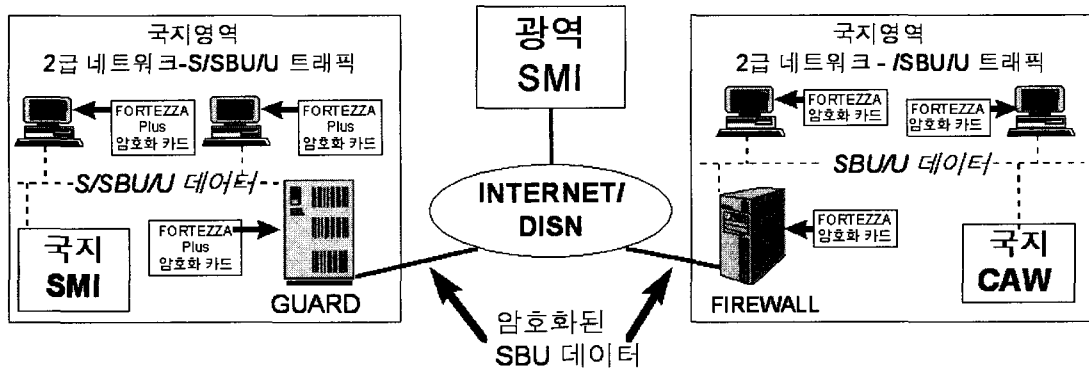 국지영역
2급 네트워크-S/SBU/U 트래픽
FORTEZZA
Plus
암호화 카드
FORTEZZA
Plus
암호화 카드
S/SBU/U 데이터
FORTEZZA
Plus
암호화 카드
국지
SMI
GUARD
광역
SMI
INTERNET/
DISN
암호화된
SBU 데이터
국지영역
2급 네트워크 - /SBU/U 트래픽
FORTEZZA
암호화 카드
FORTEZZA
암호화 카드
SBU/U 데이터
FORTEZZA
암호화 카드
FIREWALL
국지
CAW